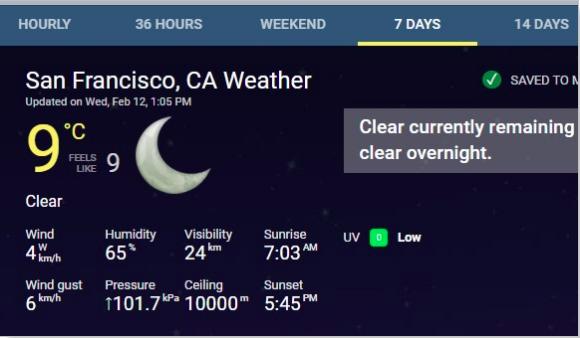 HOURLY 36 HOURS WEEKEND 7 DAYS 14 DAYS
San Francisco, CA Weather
SAVED TO
Updated on Wed, Feb 12, 1:05 PM
9 °C FEELS LIKE 9
Clear currently remaining
clear overnight.
Clear
Wind Humidity Visibility Sunrise
4 W km/h 65 % 24 km 7:03 AM
UV 0 Low
Wind gust Pressure Ceiling Sunset
6 km/h ↑101.7 kPa 10000 m 5:45 PM